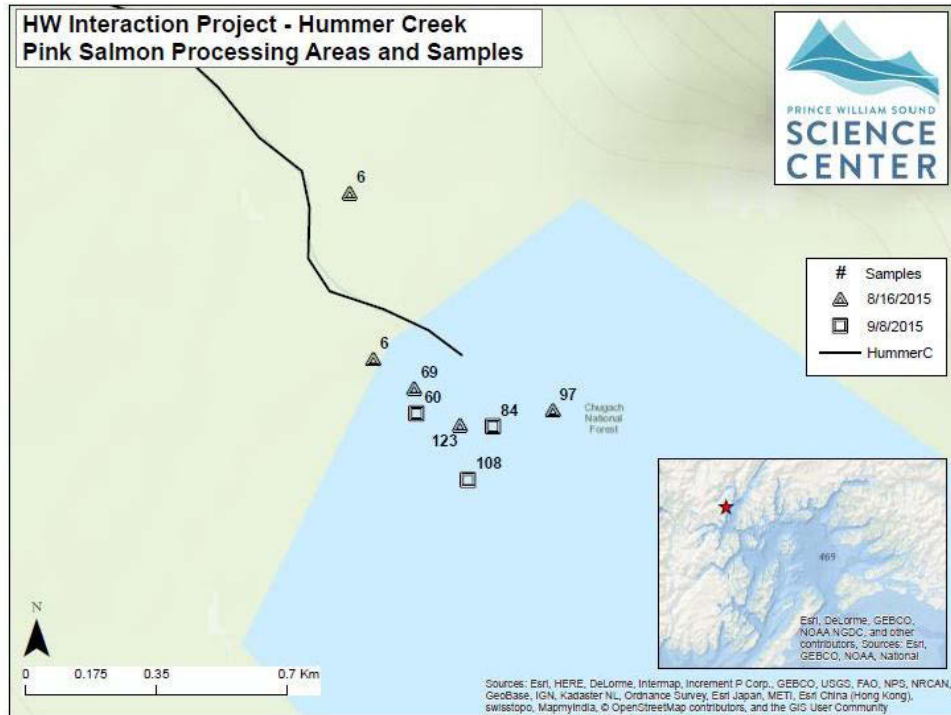 HW Interaction Project - Hummer Creek
Pink Salmon Processing Areas and Samples
PRINCE WILLIAM SOUND
SCIENCE
CENTER
6
# Samples
8/16/2015
9/8/2015
HummerC
6
69
60
84
97
Chugach
National
Forest
123
108
469
Esri, DeLorme, GEBCO,
NOAA NGDC, and other
contributors, Sources: Esri,
GEBCO, NOAA, National
N
0 0.175 0.35 0.7 Km
Sources: Esri, HERE, DeLorme, Intermap, increment P Corp., GEBCO, USGS, FAO, NPS, NRCAN,
GeoBase, IGN, Kadaster NL, Ordnance Survey, Esri Japan, METI, Esri China (Hong Kong),
swisstopo, MapmyIndia, © OpenStreetMap contributors, and the GIS User Community